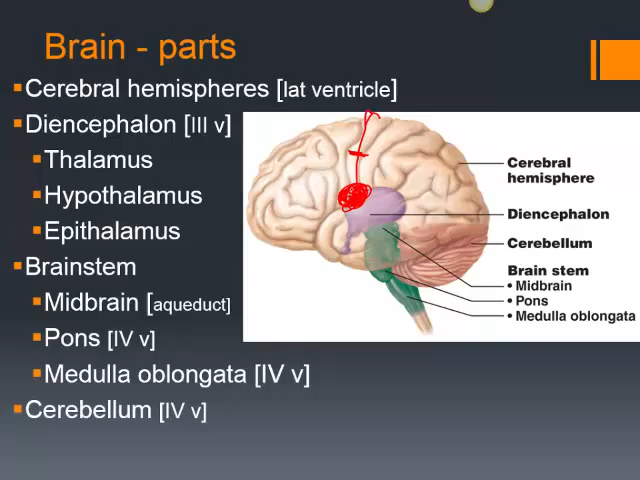 Brain - parts
Cerebral hemispheres [lat ventricle]
Diencephalon [III v]
Thalamus
Hypothalamus
Epithalamus
Brainstem
Midbrain [aqueduct]
Pons [IV v]
Medulla oblongata [IV v]
Cerebellum [IV v]
Cerebral
hemisphere
Diencephalon
Cerebellum
Brain stem
• Midbrain
• Pons
• Medulla oblongata